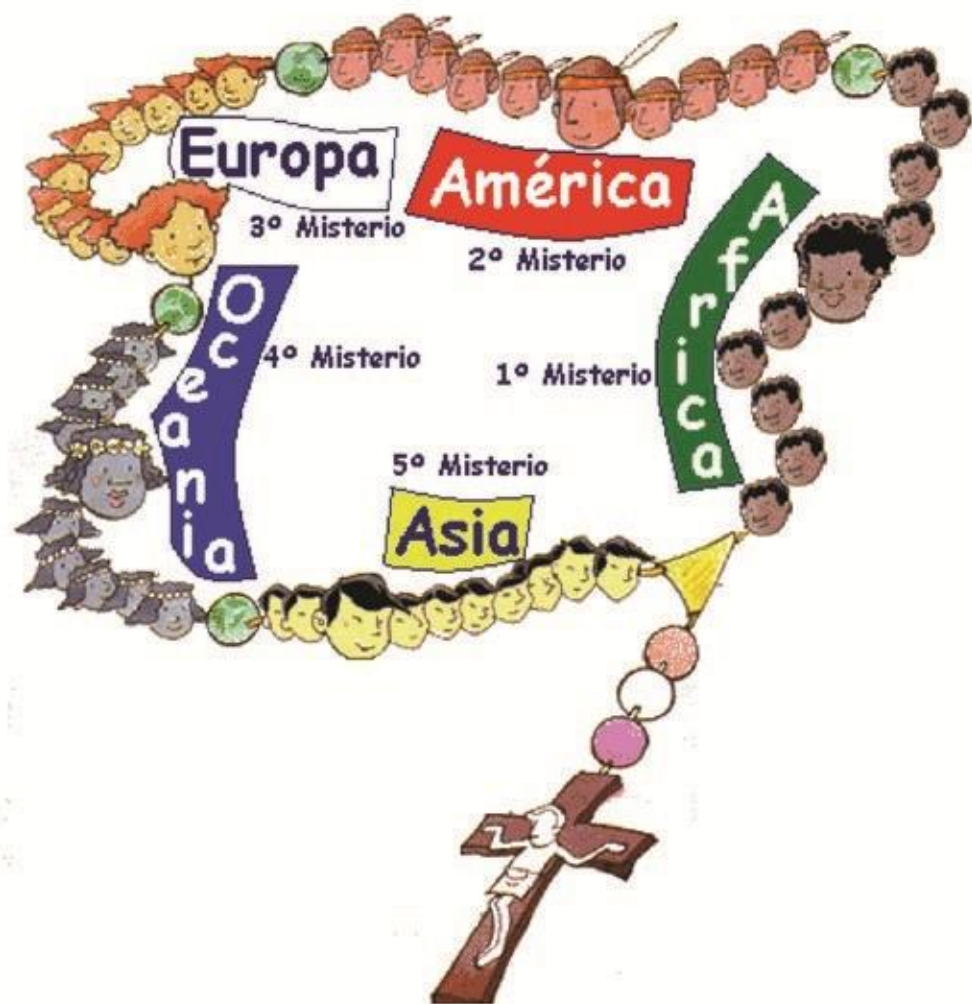 Europa
América
3º Misterio
2º Misterio
Africa
Oceania
4º Misterio
1º Misterio
5º Misterio
Asia